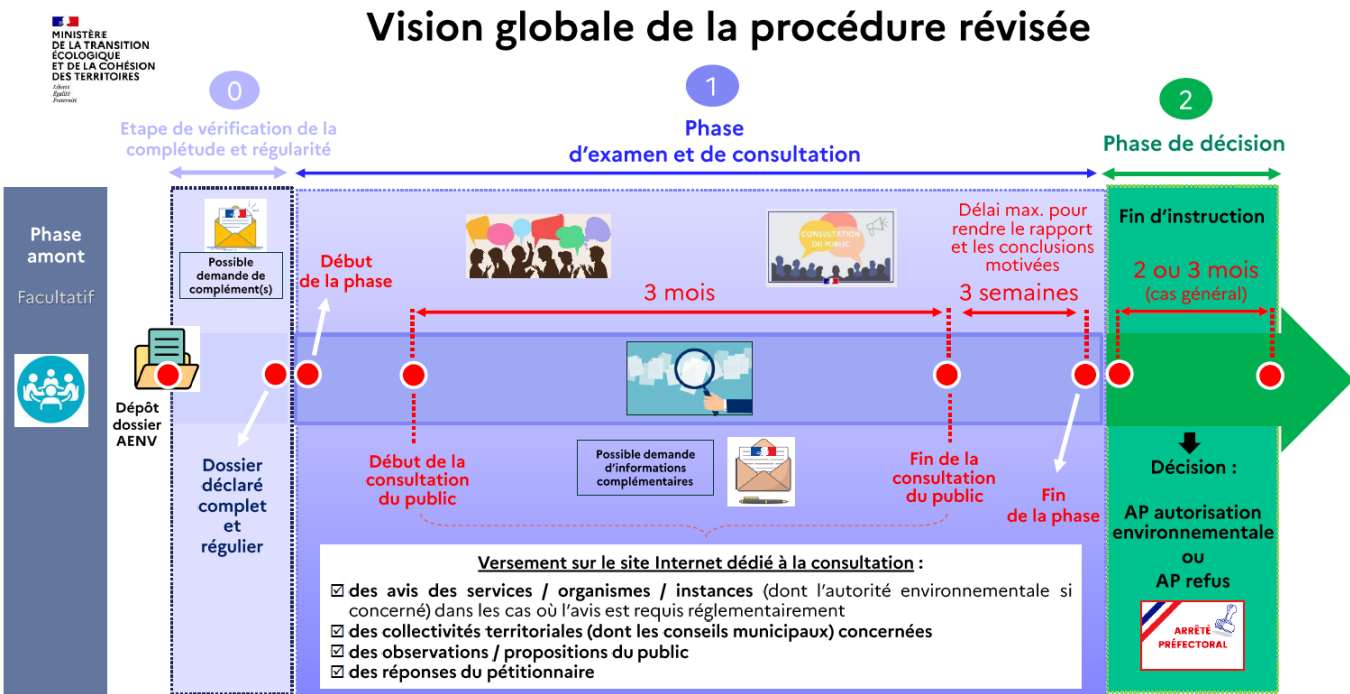 Vision globale de la procédure révisée
MINISTÈRE
DE LA TRANSITION
ÉCOLOGIQUE
ET DE LA COHÉSION
DES TERRITOIRES
Liberté
Égalité
Fraternité
0
Etape de vérification de la
complétude et régularité
1
Phase
d'examen et de consultation
2
Phase de décision
Phase
amont
Facultatif
Possible
demande de
complément(s)
Début
de la phase
CONSULTATION
DU PUBLIC
Délai max. pour
rendre le rapport
et les conclusions
motivées
Fin d'instruction
3 mois
3 semaines
2 ou 3 mois
(cas général)
Dépôt
dossier
AENV
Dossier
déclaré
complet
et
régulier
Début de la
consultation
du public
Possible demande
d'informations
complémentaires
Fin de la
consultation
du public
Fin
de la phase
Décision :
AP autorisation
environnementale
ou
AP refus
ARRÊTÉ
PRÉFECTORAL
Versement sur le site Internet dédié à la consultation :
☑ des avis des services / organismes / instances (dont l'autorité environnementale si
concerné) dans les cas où l'avis est requis réglementairement
☑ des collectivités territoriales (dont les conseils municipaux) concernées
☑ des observations / propositions du public
☑ des réponses du pétitionnaire